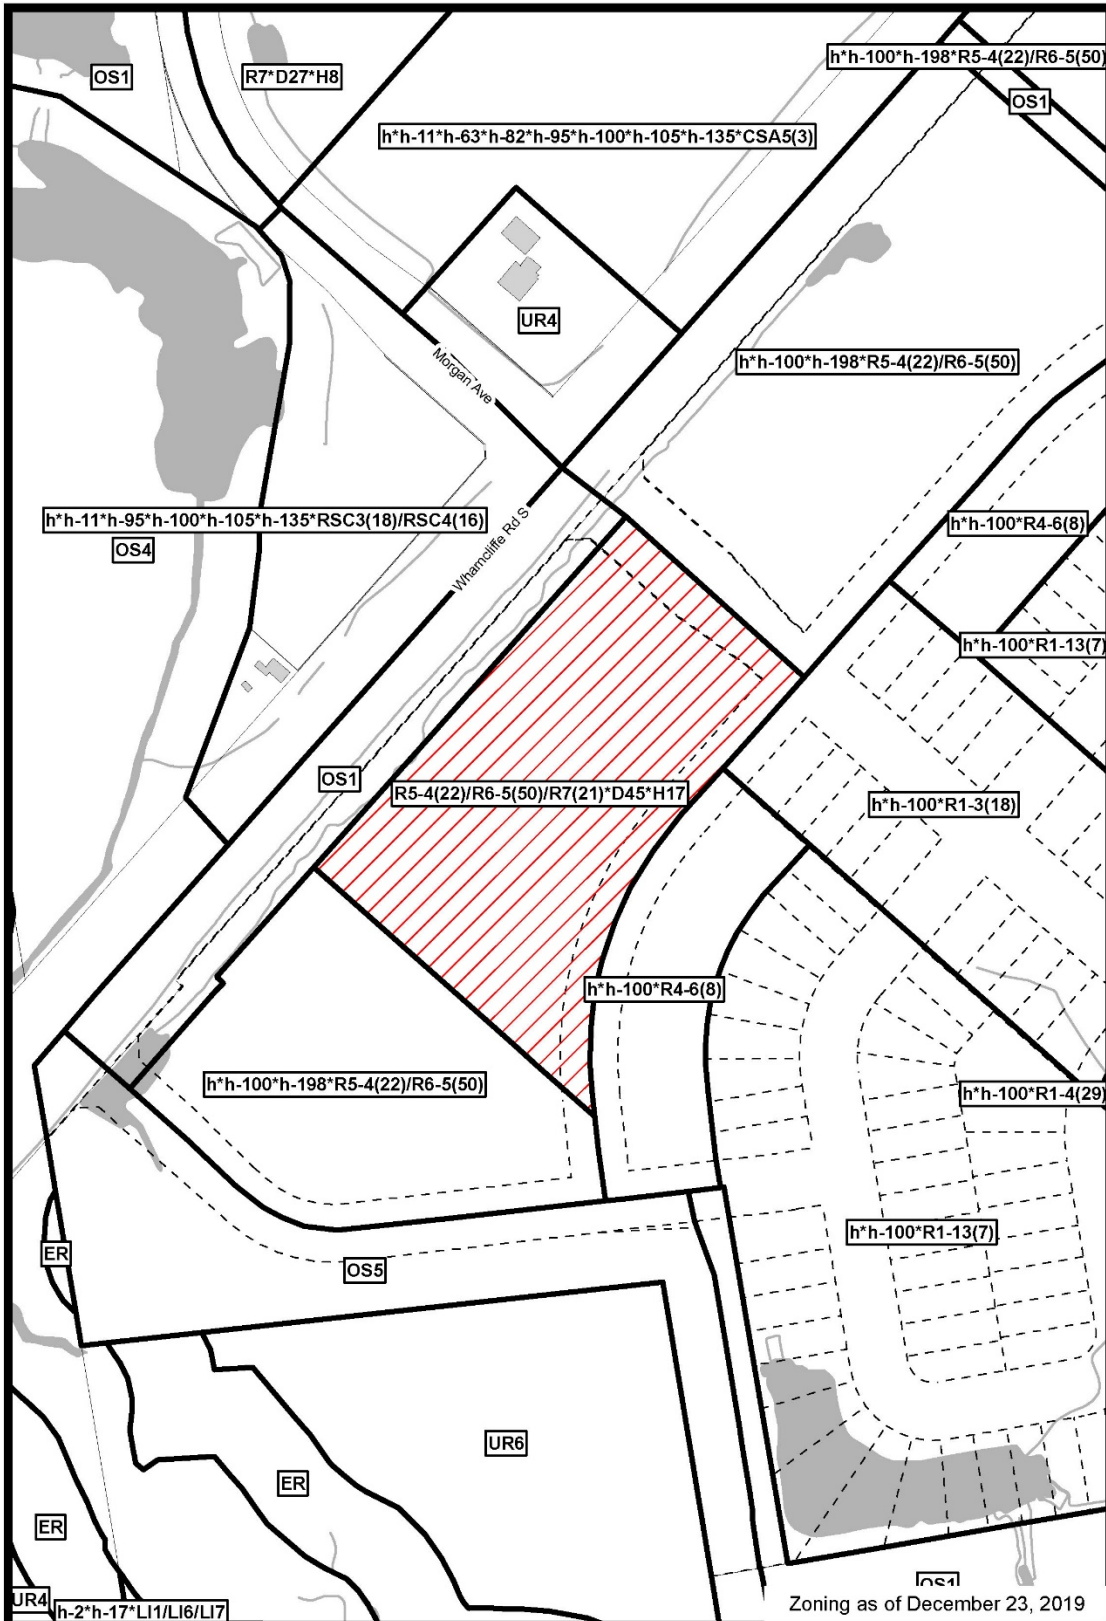 h*h-100*h-198*R5-4(22)/R6-5(50)
OS1
R7*D27*H8
OS1
h*h-11*h-63*h-82*h-95*h-100*h-105*h-135*CSA5(3)
UR4
Morgan Ave
h*h-100*h-198*R5-4(22)/R6-5(50)
h*h-11*h-95*h-100*h-105*h-135*RSC3(18)/RSC4(16)
h*h-100*R4-6(8)
OS4
Wharncliffe Rd S
h*h-100*R1-13(7)
OS1
R5-4(22)/R6-5(50)/R7(21)*D45*H17
h*h-100*R1-3(18)
h*h-100*R4-6(8)
h*h-100*h-198*R5-4(22)/R6-5(50)
h*h-100*R1-4(29)
h*h-100*R1-13(7)
ER
OS5
UR6
ER
ER
OS1
UR4
h-2*h-17*LI1/LI6/LI7
Zoning as of December 23, 2019